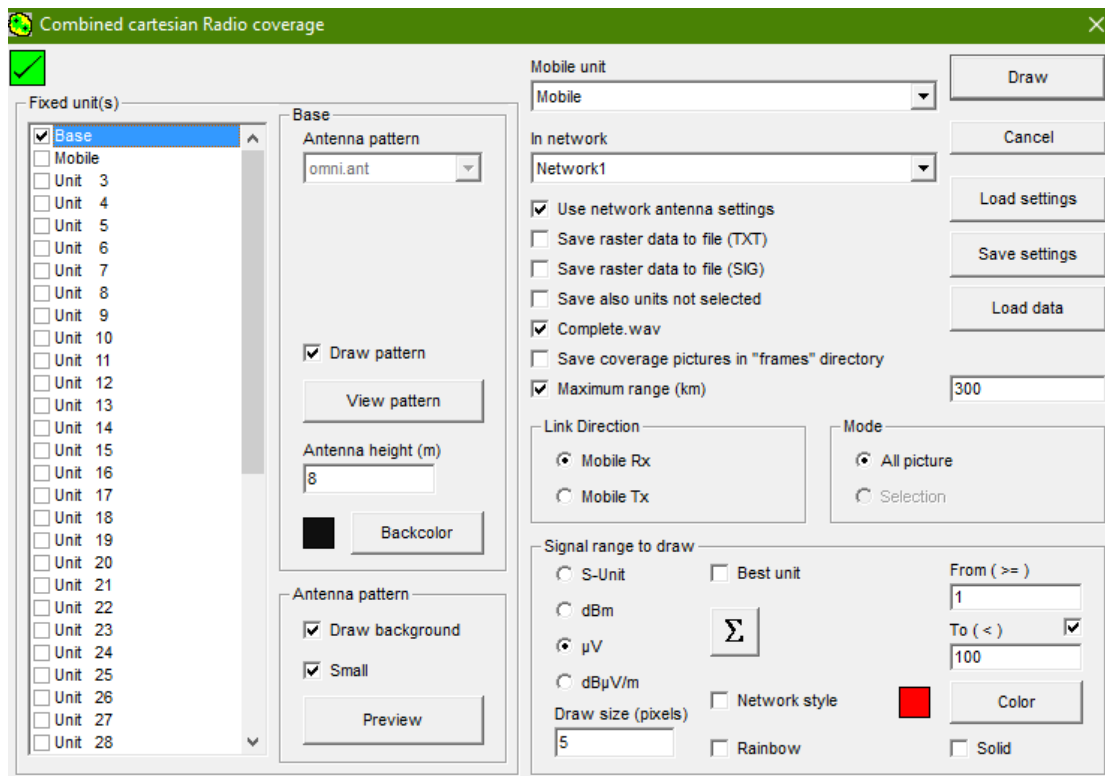 Combined cartesian Radio coverage
Fixed unit(s)
Base
Mobile
Unit 3
Unit 4
Unit 5
Unit 6
Unit 7
Unit 8
Unit 9
Unit 10
Unit 11
Unit 12
Unit 13
Unit 14
Unit 15
Unit 16
Unit 17
Unit 18
Unit 19
Unit 20
Unit 21
Unit 22
Unit 23
Unit 24
Unit 25
Unit 26
Unit 27
Unit 28
Base
Antenna pattern
omni.ant
Draw pattern
View pattern
Antenna height (m)
8
Backcolor
Antenna pattern
Draw background
Small
Preview
Mobile unit
Mobile
In network
Network1
Use network antenna settings
Save raster data to file (TXT)
Save raster data to file (SIG)
Save also units not selected
Complete.wav
Save coverage pictures in "frames" directory
Maximum range (km)
300
Draw
Cancel
Load settings
Save settings
Load data
Link Direction
Mobile Rx
Mobile Tx
Mode
All picture
Selection
Signal range to draw
S-Unit
dBm
µV
dBµV/m
Draw size (pixels)
5
Best unit
Σ
Network style
Rainbow
From ( >= )
1
To ( < )
100
Color
Solid